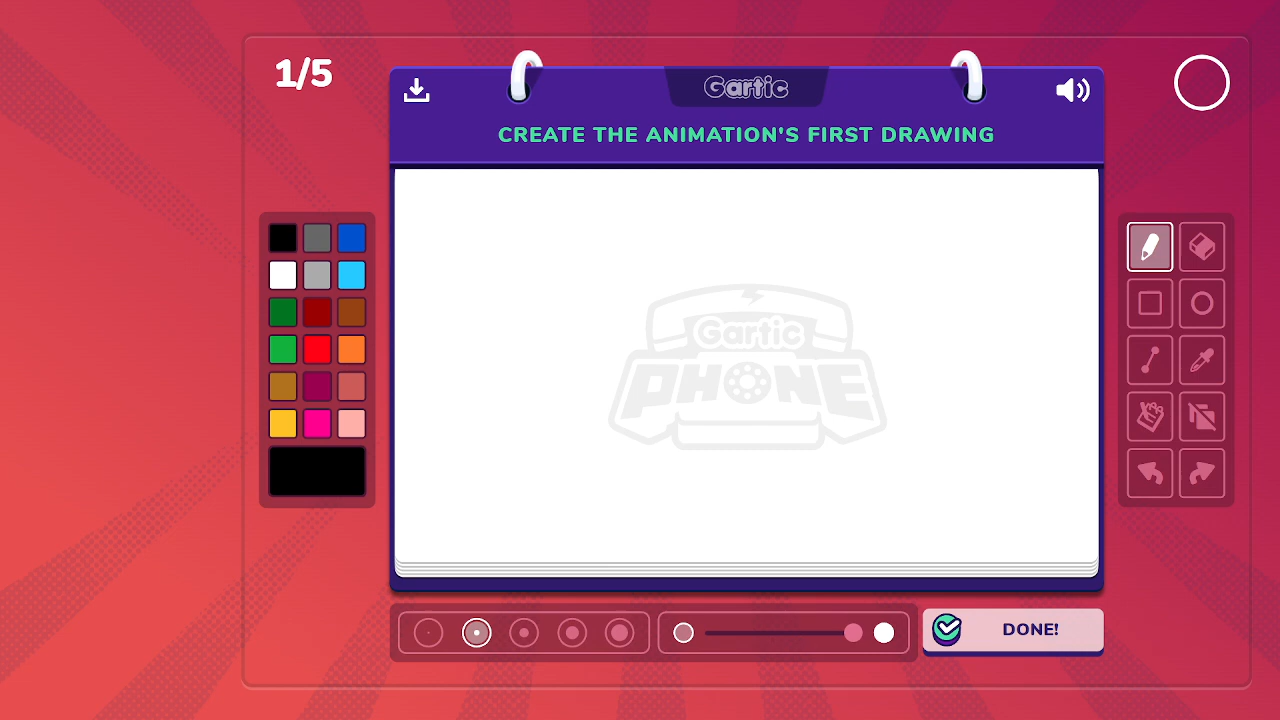 1/5
Gartic
CREATE THE ANIMATION'S FIRST DRAWING
Gartic
PHONE
DONE!